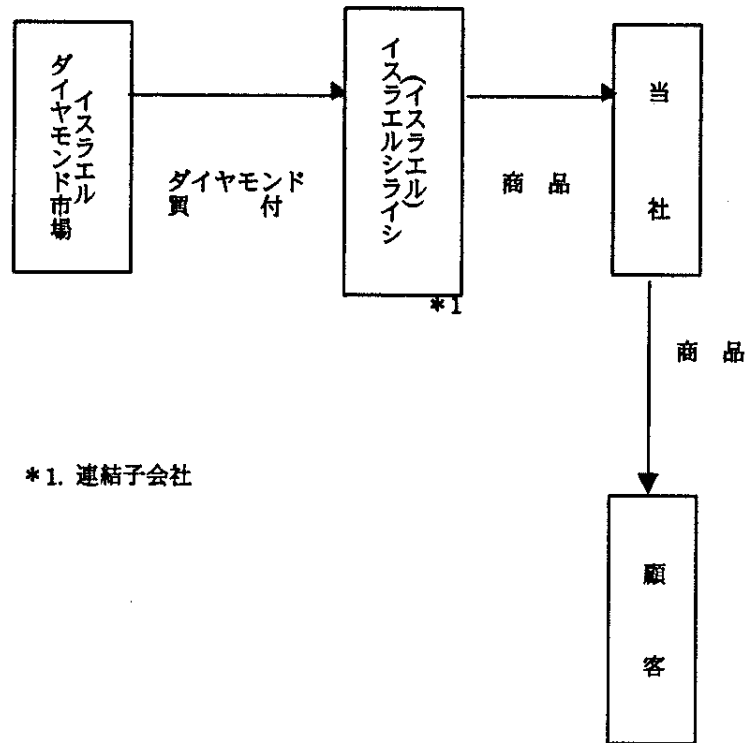 イスラエル
ダイヤモンド市場
ダイヤモンド
買 付
(イスラエル)
イスラエルシライシ
*1
商 品
当 社
商 品
顧 客
*1. 連結子会社